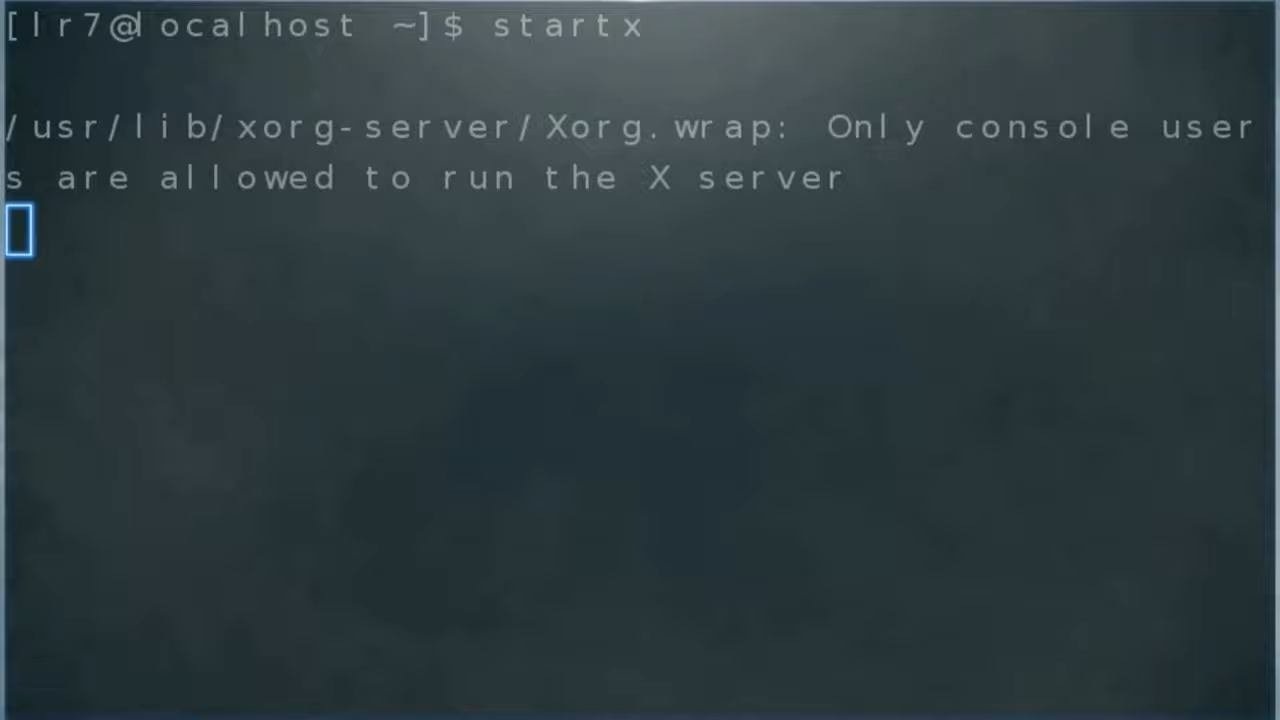 [lr7@localhost ~]$ startx
/usr/lib/xorg-server/Xorg.wrap: Only console user
s are allowed to run the X server